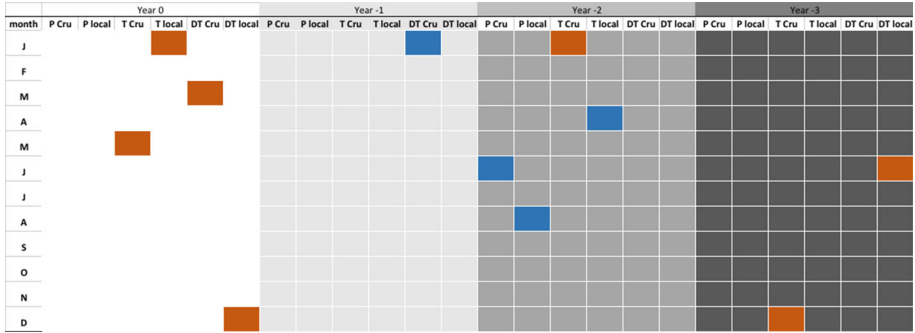 Year 0 Year -1 Year -2 Year -3
month P Cru P local T Cru T local DT Cru DT local P Cru P local T Cru T local DT Cru DT local P Cru P local T Cru T local DT Cru DT local P Cru P local T Cru T local DT Cru DT local
J
F
M
A
M
J
J
A
S
O
N
D